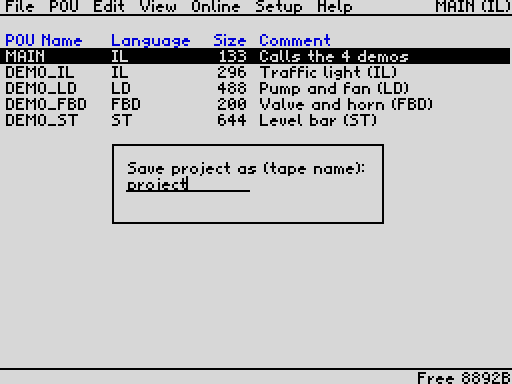 File POU Edit View Online Setup Help MAIN (IL)
POU Name Language Size Comment
MAIN IL 133 Calls the 4 demos
DEMO_IL IL 296 Traffic light (IL)
DEMO_LD LD 488 Pump and fan (LD)
DEMO_FBD FBD 200 Valve and horn (FBD)
DEMO_ST ST 644 Level bar (ST)
Save project as (tape name):
project
Free 8892B